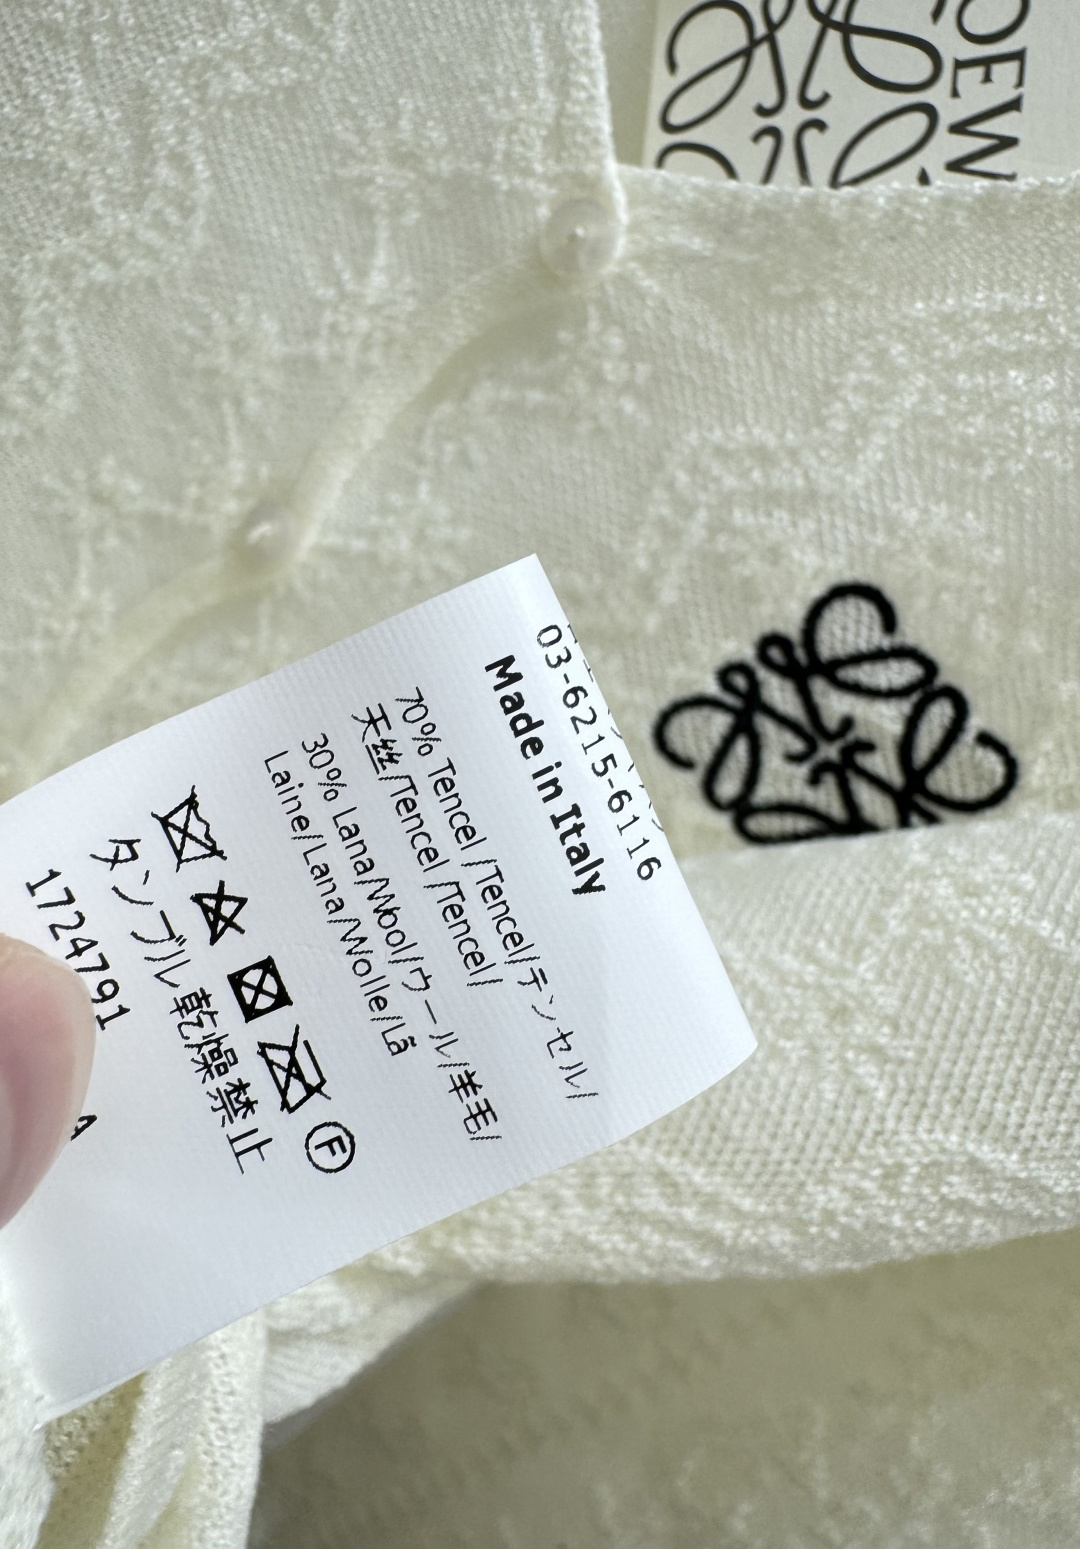 OEW
03-6215-6116
Made in Italy
70% Tencel /Tencel/テンセル/
天丝/Tencel /Tencel/
30% Lana/Wool/ウール/羊毛/
Laine/Lana/Wolle/Lã
F
タンブル乾燥禁止
1724791